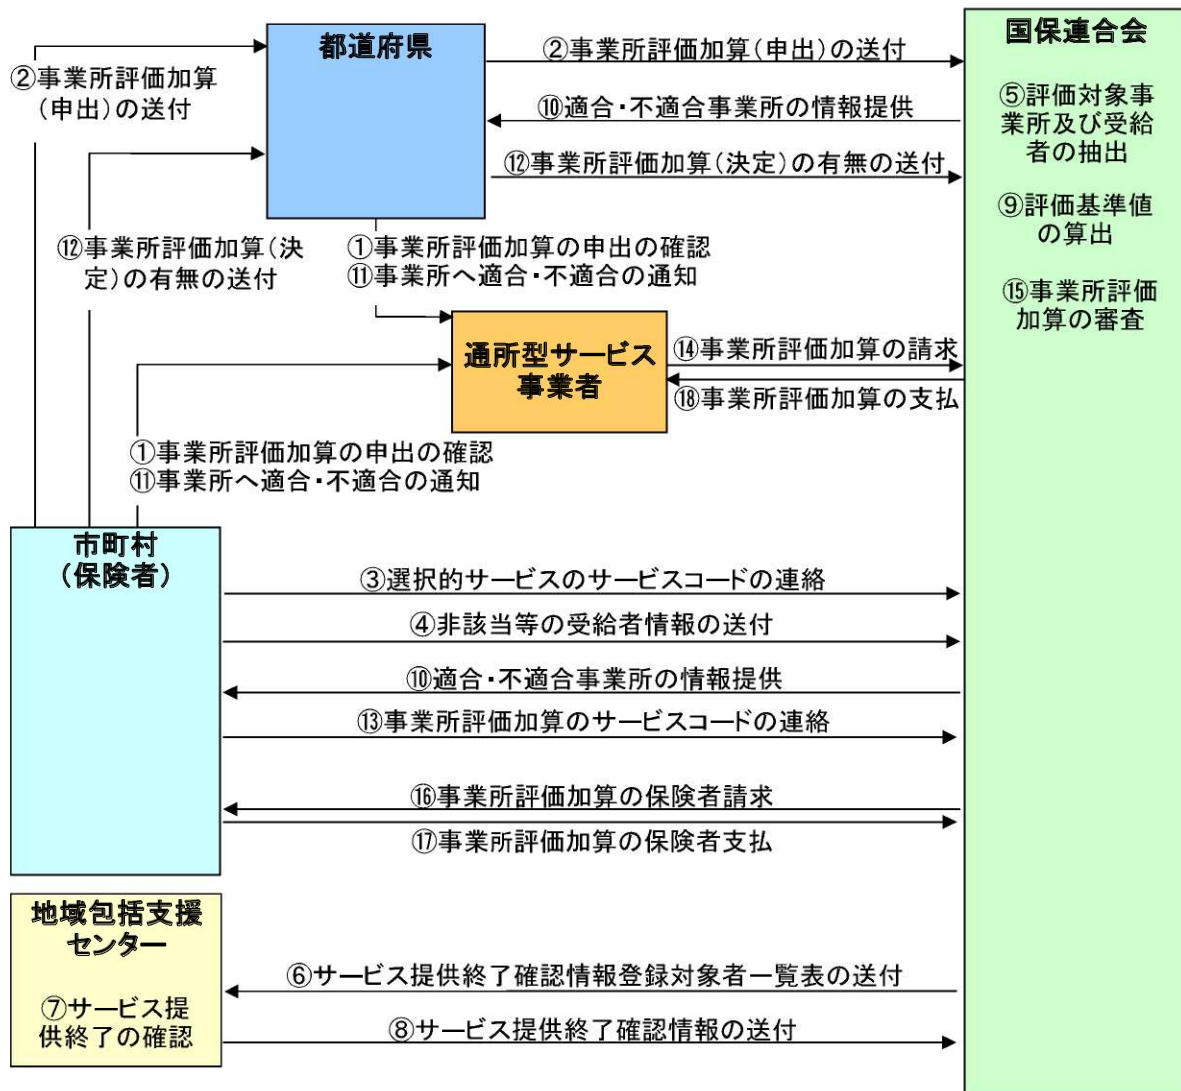 都道府県
国保連合会
②事業所評価加算
(申出)の送付
②事業所評価加算(申出)の送付
⑩適合・不適合事業所の情報提供
⑫事業所評価加算(決定)の有無の送付
⑤評価対象事
業所及び受給
者の抽出
⑨評価基準値
の算出
⑮事業所評価
加算の審査
⑫事業所評価加算(決
定)の有無の送付
①事業所評価加算の申出の確認
⑪事業所へ適合・不適合の通知
通所型サービス
事業者
⑭事業所評価加算の請求
⑱事業所評価加算の支払
①事業所評価加算の申出の確認
⑪事業所へ適合・不適合の通知
市町村
(保険者)
③選択的サービスのサービスコードの連絡
④非該当等の受給者情報の送付
⑩適合・不適合事業所の情報提供
⑬事業所評価加算のサービスコードの連絡
⑯事業所評価加算の保険者請求
⑰事業所評価加算の保険者支払
地域包括支援
センター
⑦サービス提
供終了の確認
⑥サービス提供終了確認情報登録対象者一覧表の送付
⑧サービス提供終了確認情報の送付